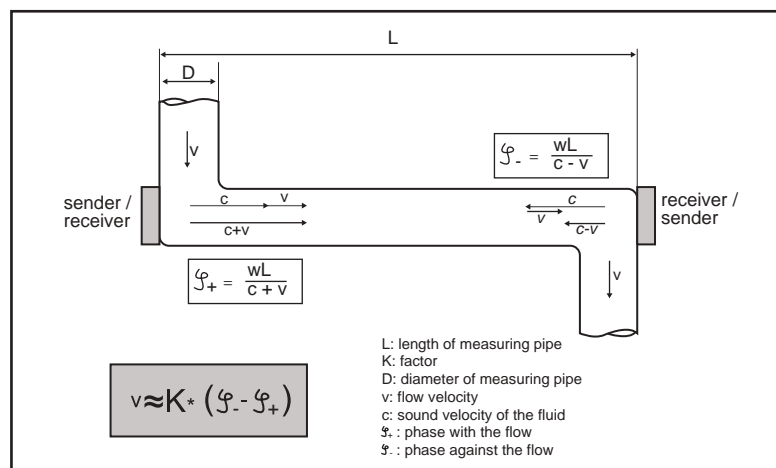 L
D
v
𝒮₋ = wL / c - v
sender /
receiver
c v
c+v
c
v
c-v
receiver /
sender
𝒮₊ = wL / c + v
v
L: length of measuring pipe
K: factor
D: diameter of measuring pipe
v: flow velocity
c: sound velocity of the fluid
𝒮₊ : phase with the flow
𝒮₋ : phase against the flow
v≈K* (𝒮₋ - 𝒮₊)